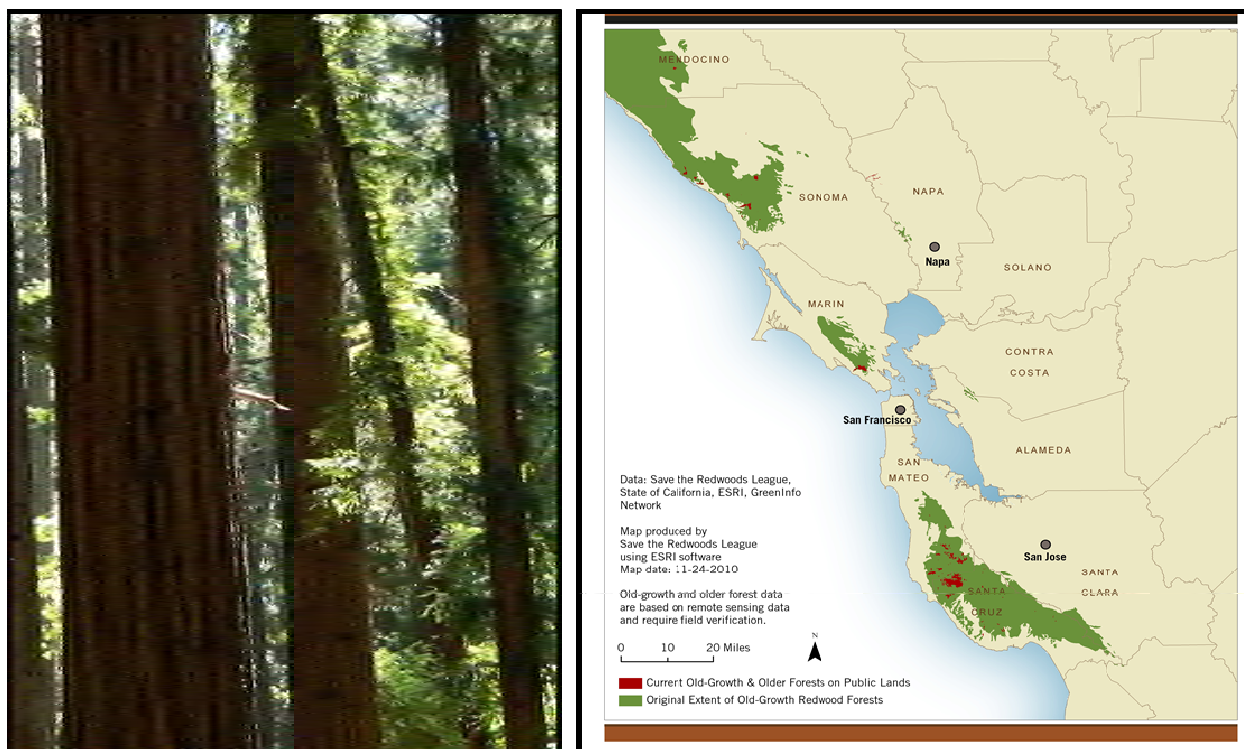 MENDOCINO
SONOMA
NAPA
Napa
SOLANO
MARIN
CONTRA
COSTA
San Francisco
ALAMEDA
SAN
MATEO
Data: Save the Redwoods League,
State of California, ESRI, GreenInfo
Network
Map produced by
Save the Redwoods League
using ESRI software
Map date: 11-24-2010
San Jose
SANTA
CLARA
SANTA
CRUZ
Old-growth and older forest data
are based on remote sensing data
and require field verification.
N
0 10 20 Miles
Current Old-Growth & Older Forests on Public Lands
Original Extent of Old-Growth Redwood Forests